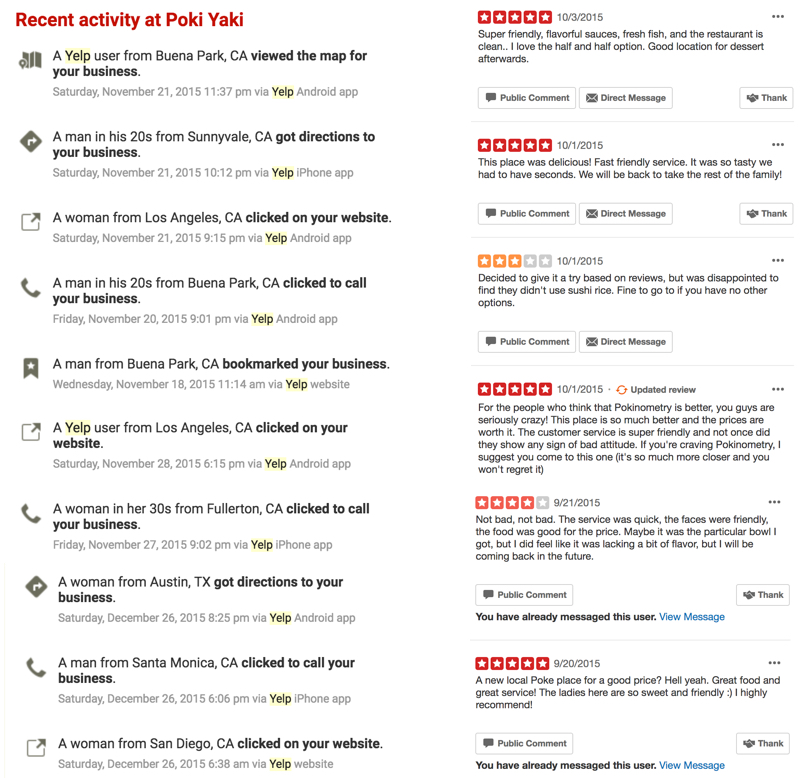 Recent activity at Poki Yaki
A Yelp user from Buena Park, CA viewed the map for
your business.
Saturday, November 21, 2015 11:37 pm via Yelp Android app
A man in his 20s from Sunnyvale, CA got directions to
your business.
Saturday, November 21, 2015 10:12 pm via Yelp iPhone app
A woman from Los Angeles, CA clicked on your website.
Saturday, November 21, 2015 9:15 pm via Yelp Android app
A man in his 20s from Buena Park, CA clicked to call
your business.
Friday, November 20, 2015 9:01 pm via Yelp Android app
A man from Buena Park, CA bookmarked your business.
Wednesday, November 18, 2015 11:14 am via Yelp website
A Yelp user from Los Angeles, CA clicked on your
website.
Saturday, November 28, 2015 6:15 pm via Yelp Android app
A woman in her 30s from Fullerton, CA clicked to call
your business.
Friday, November 27, 2015 9:02 pm via Yelp iPhone app
A woman from Austin, TX got directions to your
business.
Saturday, December 26, 2015 8:25 pm via Yelp Android app
A man from Santa Monica, CA clicked to call your
business.
Saturday, December 26, 2015 6:06 pm via Yelp iPhone app
A woman from San Diego, CA clicked on your website.
Saturday, December 26, 2015 6:38 am via Yelp website
10/3/2015
Super friendly, flavorful sauces, fresh fish, and the restaurant is
clean.. I love the half and half option. Good location for dessert
afterwards.
Public Comment Direct Message Thank
10/1/2015
This place was delicious! Fast friendly service. It was so tasty we
had to have seconds. We will be back to take the rest of the family!
Public Comment Direct Message Thank
10/1/2015
Decided to give it a try based on reviews, but was disappointed to
find they didn't use sushi rice. Fine to go to if you have no other
options.
Public Comment Direct Message
10/1/2015 · Updated review
For the people who think that Pokinometry is better, you guys are
seriously crazy! This place is so much better and the prices are
worth it. The customer service is super friendly and not once did
they show any sign of bad attitude. If you're craving Pokinometry, I
suggest you come to this one (it's so much more closer and you
won't regret it)
9/21/2015
Not bad, not bad. The service was quick, the faces were friendly,
the food was good for the price. Maybe it was the particular bowl I
got, but I did feel like it was lacking a bit of flavor, but I will be
coming back in the future.
Public Comment Thank
You have already messaged this user. View Message
9/20/2015
A new local Poke place for a good price? Hell yeah. Great food and
great service! The ladies here are so sweet and friendly :) I highly
recommend!
Public Comment Thank
You have already messaged this user. View Message